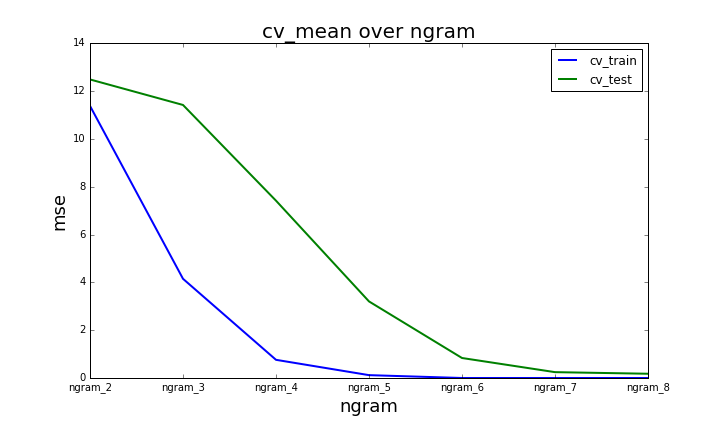 cv_mean over ngram
14
12
10
8
6
4
2
0
mse
cv_train
cv_test
ngram_2 ngram_3 ngram_4 ngram_5 ngram_6 ngram_7 ngram_8
ngram